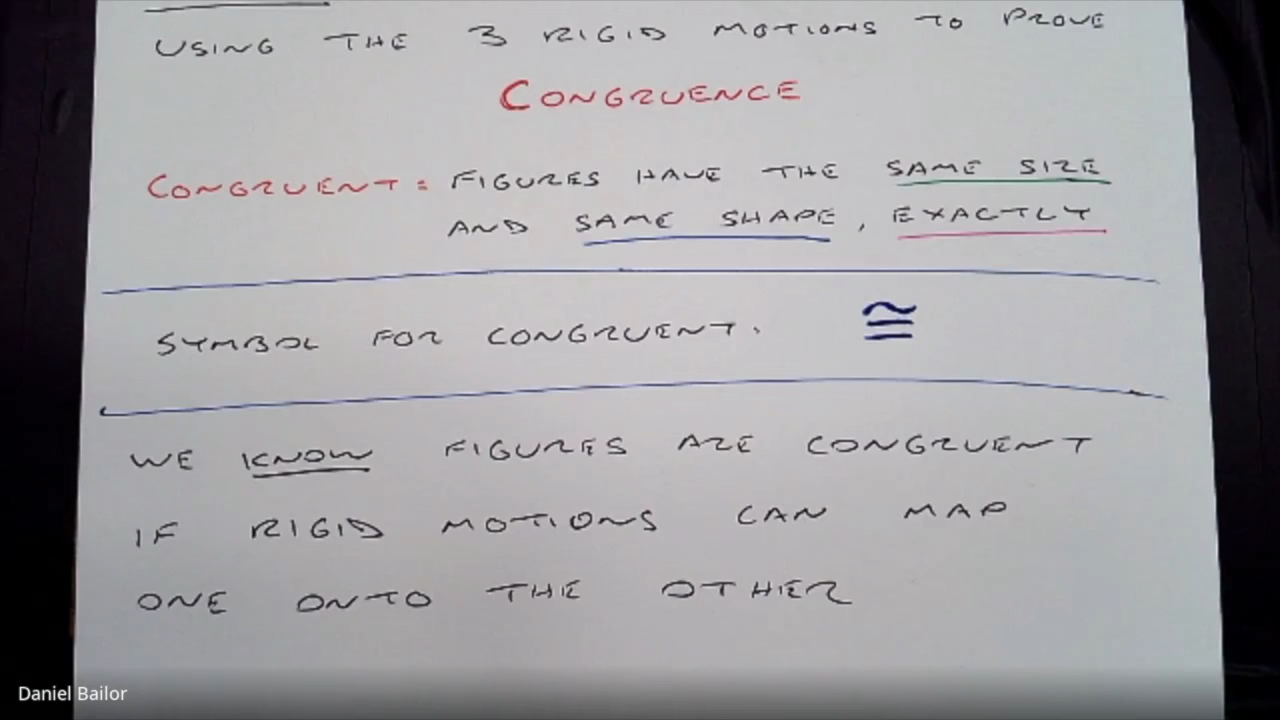 USING THE 3 RIGID MOTIONS TO PROVE
CONGRUENCE
CONGRUENT: FIGURES HAVE THE SAME SIZE
AND SAME SHAPE, EXACTLY
SYMBOL FOR CONGRUENT. ≅
WE KNOW FIGURES ARE CONGRUENT
IF RIGID MOTIONS CAN MAP
ONE ONTO THE OTHER
Daniel Bailor